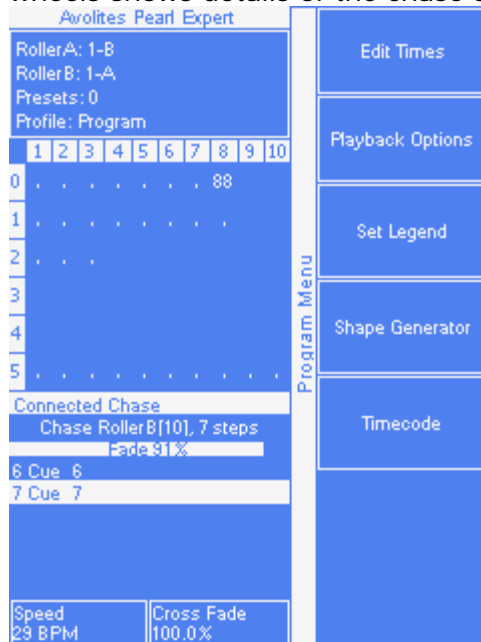 Avolites Pearl Expert
RollerA: 1-B
RollerB: 1-A
Presets: 0
Profile: Program
1 2 3 4 5 6 7 8 9 10
0 . . . . . . . 88
1 . . . . . . . .
2 . . .
3
4
5 . . . . . . . . . .
Connected Chase
Chase RollerB[10], 7 steps
Fade 91%
6 Cue 6
7 Cue 7
Speed
29 BPM
Cross Fade
100.0%
Program Menu
Edit Times
Playback Options
Set Legend
Shape Generator
Timecode